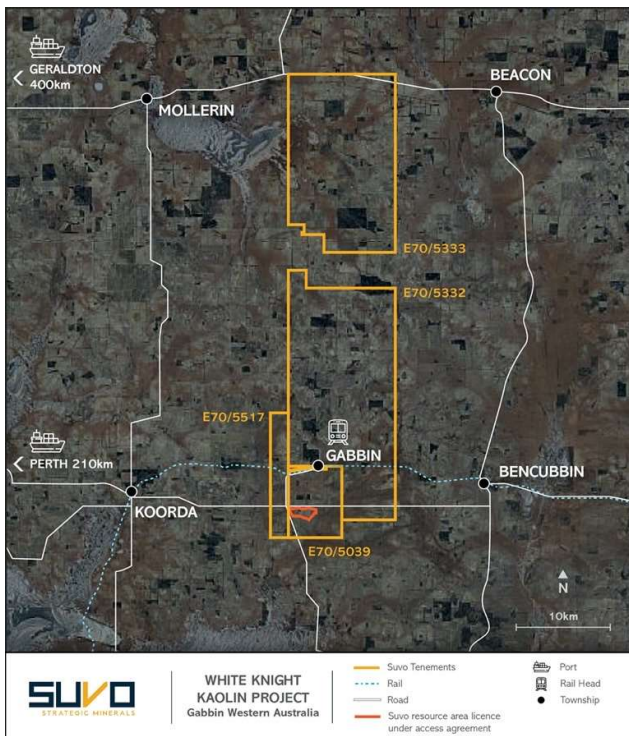 GERALDTON
400km
MOLLERIN
BEACON
E70/5333
E70/5332
E70/5517
PERTH 210km
GABBIN
BENCUBBIN
KOORDA
E70/5039
N
10km
SUVO
STRATEGIC MINERALS
WHITE KNIGHT
KAOLIN PROJECT
Gabbin Western Australia
Suvo Tenements
Rail
Road
Suvo resource area licence
under access agreement
Port
Rail Head
Township